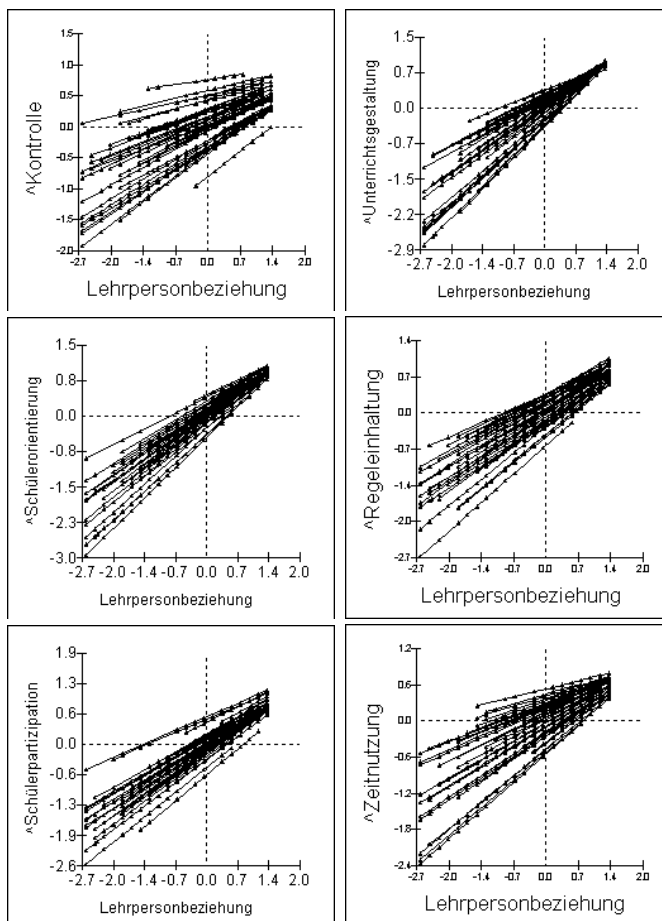 1.5
1.0
0.5
0.0
-0.5
-1.0
-1.5
-2.0
^Kontrolle
-2.7 -2.0 -1.4 -0.7 0.0 0.7 1.4 2.0
Lehrpersonbeziehung
1.5
0.7
0.0
-0.7
-1.5
-2.2
-2.9
^Unterrichtsgestaltung
-2.7 -2.0 -1.4 -0.7 0.0 0.7 1.4 2.0
Lehrpersonbeziehung
1.5
0.8
0.0
-0.8
-1.5
-2.3
-3.0
^Schülerorientierung
-2.7 -2.0 -1.4 -0.7 0.0 0.7 1.4 2.0
Lehrpersonbeziehung
1.4
0.7
0.0
-0.7
-1.4
-2.0
-2.7
^Regeleinhaltung
-2.7 -2.0 -1.4 -0.7 0.0 0.7 1.4 2.0
Lehrpersonbeziehung
1.9
1.3
0.6
0.0
-0.6
-1.3
-1.9
-2.6
^Schülerpartizipation
-2.7 -2.0 -1.4 -0.7 0.0 0.7 1.4 2.0
Lehrpersonbeziehung
1.2
0.6
0.0
-0.6
-1.2
-1.8
-2.4
^Zeitnutzung
-2.7 -2.0 -1.4 -0.7 0.0 0.7 1.4 2.0
Lehrpersonbeziehung